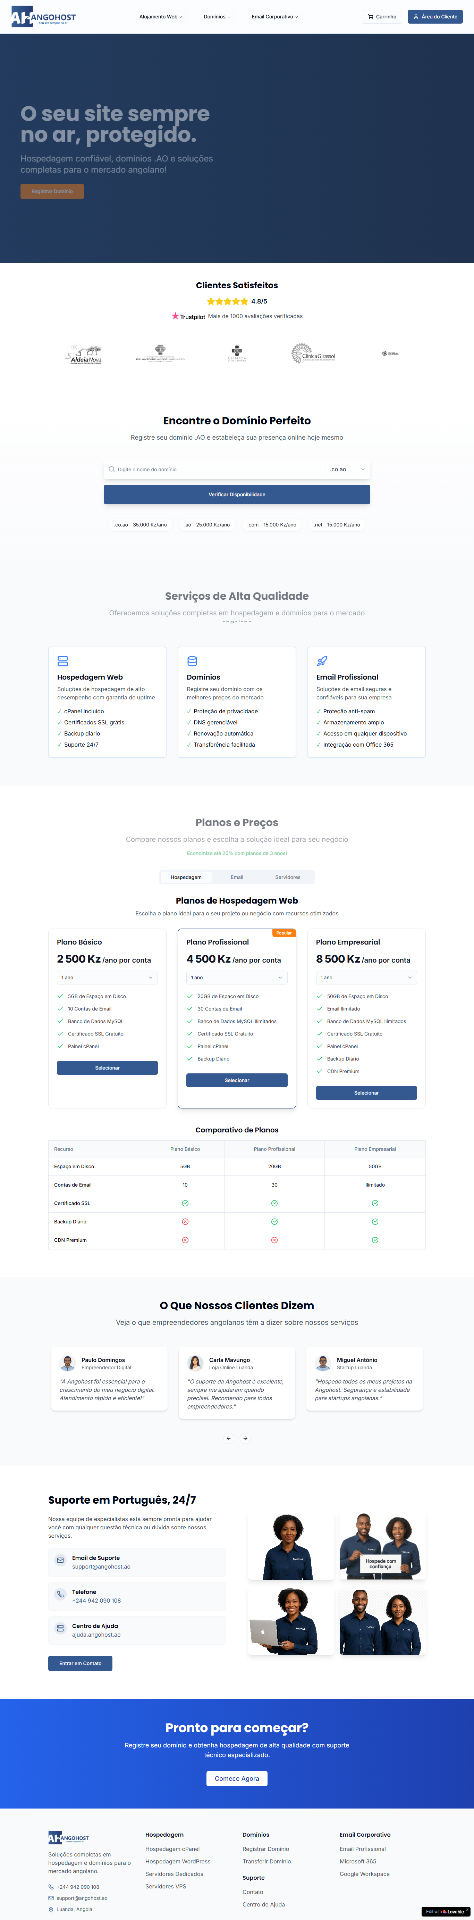 ANGOHOST
Alojamento Web
Domínios
Email Corporativo
Carrinho
Área do Cliente
O seu site sempre
no ar, protegido.
Hospedagem confiável, domínios .AO e soluções
completas para o mercado angolano!
Registrar Domínio
Clientes Satisfeitos
4.8/5
Trustpilot Mais de 1000 avaliações verificadas
Aldeia Nova
Clínica Girassol
Encontre o Domínio Perfeito
Registre seu domínio .AO e estabeleça sua presença online hoje mesmo
Digite o nome do domínio
.co.ao
Verificar Disponibilidade
.co.ao - 35.000 Kz/ano
.ao - 25.000 Kz/ano
.com - 15.000 Kz/ano
.net - 15.000 Kz/ano
Serviços de Alta Qualidade
Oferecemos soluções completas em hospedagem e domínios para o mercado
Hospedagem Web
Soluções de hospedagem de alto
desempenho com garantia de uptime
✓ cPanel incluído
✓ Certificados SSL grátis
✓ Backup diário
✓ Suporte 24/7
Domínios
Registre seu domínio com os
melhores preços do mercado
✓ Proteção de privacidade
✓ DNS gerenciável
✓ Renovação automática
✓ Transferência facilitada
Email Profissional
Soluções de email seguras e
confiáveis para sua empresa
✓ Proteção anti-spam
✓ Armazenamento amplo
✓ Acesso em qualquer dispositivo
✓ Integração com Office 365
Planos e Preços
Compare nossos planos e escolha a solução ideal para seu negócio
Economize até 20% com planos de 3 anos!
Hospedagem
Email
Servidores
Planos de Hospedagem Web
Escolha o plano ideal para o seu projeto ou negócio com recursos otimizados
Plano Básico
2 500 Kz /ano por conta
1 ano
5GB de Espaço em Disco
10 Contas de Email
Banco de Dados MySQL
Certificado SSL Gratuito
Painel cPanel
Selecionar
Popular
Plano Profissional
4 500 Kz /ano por conta
1 ano
20GB de Espaço em Disco
30 Contas de Email
Banco de Dados MySQL Ilimitados
Certificado SSL Gratuito
Painel cPanel
Backup Diário
Selecionar
Plano Empresarial
8 500 Kz /ano por conta
1 ano
50GB de Espaço em Disco
Email Ilimitado
Banco de Dados MySQL Ilimitados
Certificado SSL Gratuito
Painel cPanel
Backup Diário
CDN Premium
Selecionar
Comparativo de Planos
Recurso Plano Básico Plano Profissional Plano Empresarial
Espaço em Disco 5GB 20GB 50GB
Contas de Email 10 30 Ilimitado
Certificado SSL
Backup Diário
CDN Premium
O Que Nossos Clientes Dizem
Veja o que empreendedores angolanos têm a dizer sobre nossos serviços
Paulo Domingos
Empreendedor Digital
"A Angohost foi essencial para o
crescimento do meu negócio digital.
Atendimento rápido e eficiente!"
Carla Mavungo
Loja Online Luanda
"O suporte da Angohost é excelente,
sempre me ajudaram quando
precisei. Recomendo para todos
empreendedores."
Miguel António
Startup Luanda
"Hospedo todos os meus projetos na
Angohost. Segurança e estabilidade
para startups angolanas."
Suporte em Português, 24/7
Nossa equipe de especialistas está sempre pronta para ajudar
você com qualquer questão técnica ou dúvida sobre nossos
serviços.
Email de Suporte
support@angohost.ao
Telefone
+244 942 090 108
Centro de Ajuda
ajuda.angohost.ao
Entrar em Contato
Hospede com
confiança
Pronto para começar?
Registre seu domínio e obtenha hospedagem de alta qualidade com suporte
técnico especializado.
Comece Agora
ANGOHOST
Soluções completas em
hospedagem e domínios para o
mercado angolano.
+244 942 090 108
support@angohost.ao
Luanda, Angola
Hospedagem
Hospedagem cPanel
Hospedagem WordPress
Servidores Dedicados
Servidores VPS
Domínios
Registrar Domínio
Transferir Domínio
Suporte
Contato
Centro de Ajuda
Email Corporativo
Email Profissional
Microsoft 365
Google Workspace
Edit with Lovable